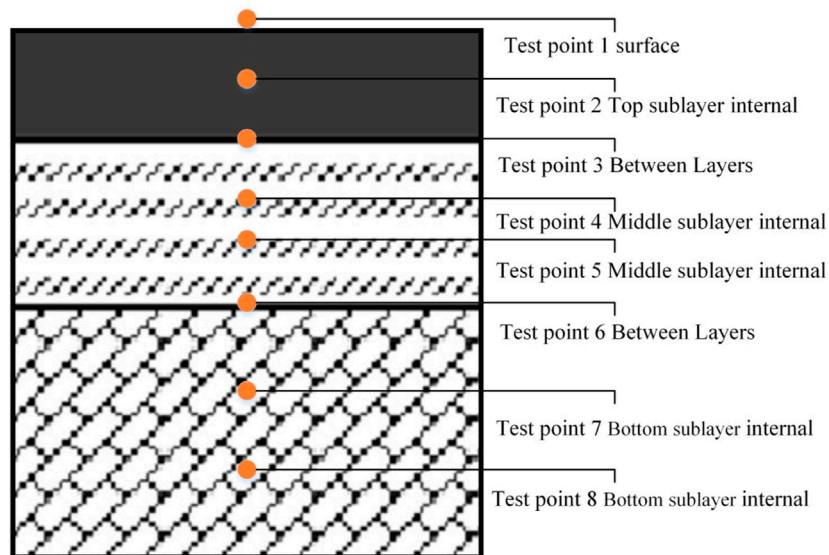 Test point 1 surface
Test point 2 Top sublayer internal
Test point 3 Between Layers
Test point 4 Middle sublayer internal
Test point 5 Middle sublayer internal
Test point 6 Between Layers
Test point 7 Bottom sublayer internal
Test point 8 Bottom sublayer internal